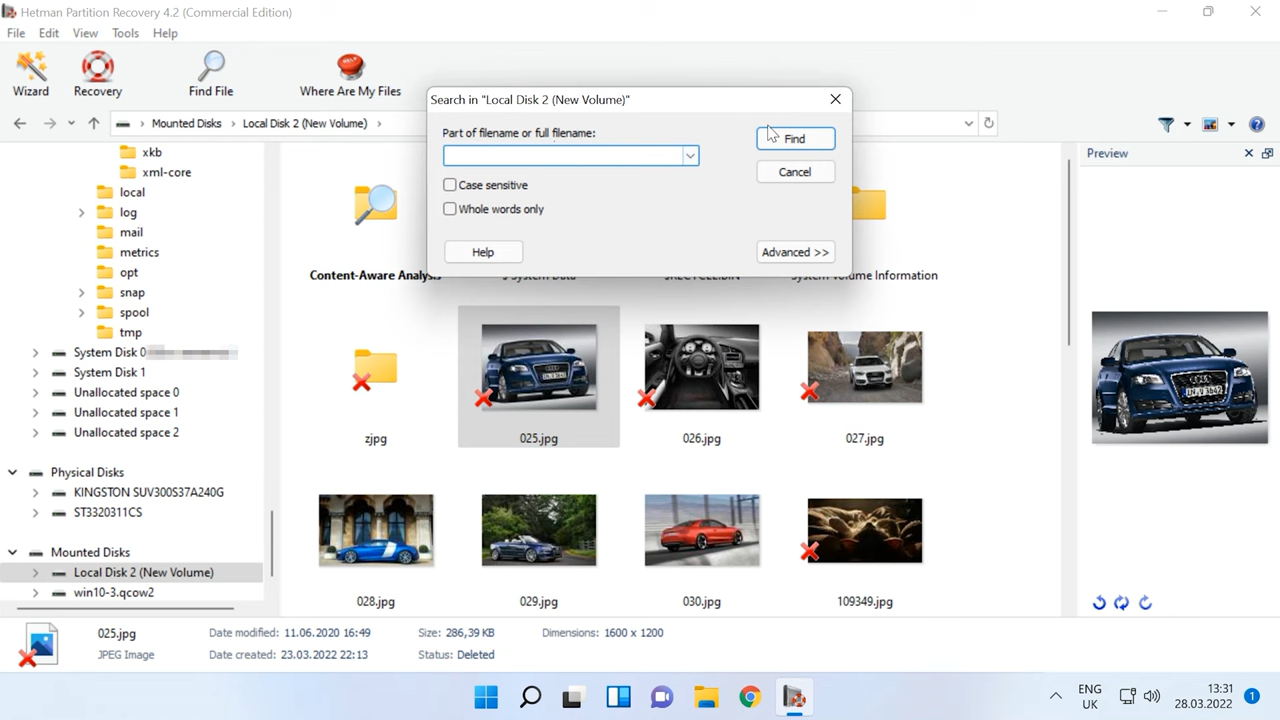 Hetman Partition Recovery 4.2 (Commercial Edition)
File Edit View Tools Help
Wizard Recovery Find File Where Are My Files
Mounted Disks Local Disk 2 (New Volume)
Search in "Local Disk 2 (New Volume)"
Part of filename or full filename:
Find
Cancel
Case sensitive
Whole words only
Help
Advanced >>
xkb
xml-core
local
log
mail
metrics
opt
snap
spool
tmp
System Disk 0
System Disk 1
Unallocated space 0
Unallocated space 1
Unallocated space 2
Physical Disks
KINGSTON SUV300S37A240G
ST3320311CS
Mounted Disks
Local Disk 2 (New Volume)
win10-3.qcow2
Content-Aware Analysis
System Volume Information
zjpg 025.jpg 026.jpg 027.jpg
028.jpg 029.jpg 030.jpg 109349.jpg
Preview
025.jpg Date modified: 11.06.2020 16:49 Size: 286,39 KB Dimensions: 1600 x 1200
JPEG Image Date created: 23.03.2022 22:13 Status: Deleted
ENG
UK
13:31
28.03.2022
1